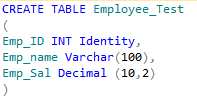 CREATE TABLE Employee_Test
(
Emp_ID INT Identity,
Emp_name Varchar(100),
Emp_Sal Decimal (10,2)
)